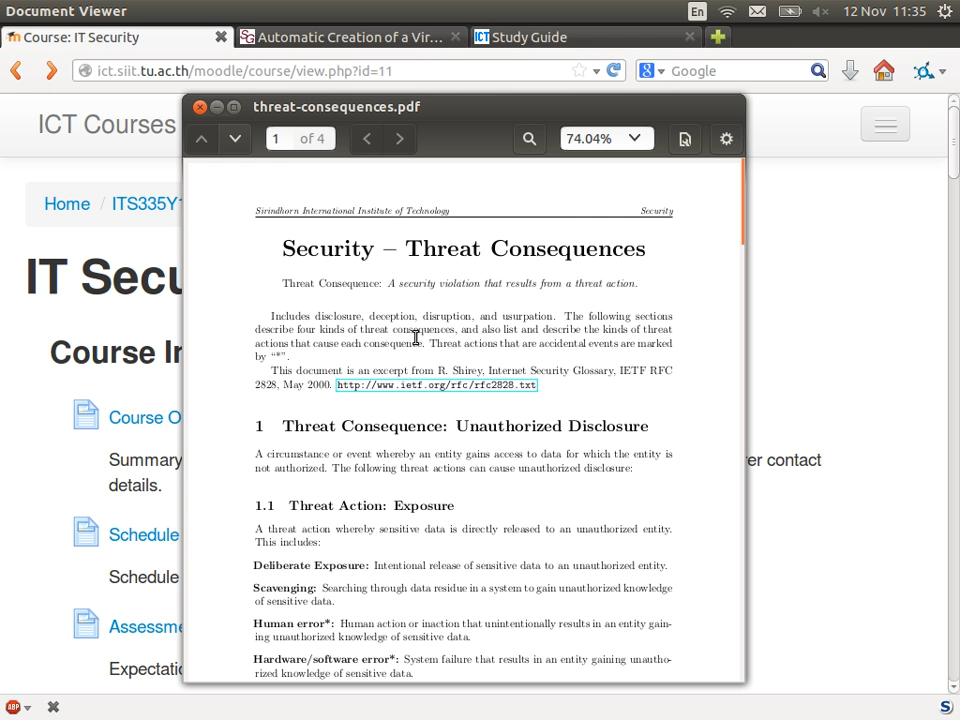 Document Viewer
En
12 Nov 11:35
Course: IT Security
Automatic Creation of a Vir...
ICT Study Guide
ict.siit.tu.ac.th/moodle/course/view.php?id=11
Google
ICT Courses
Home / ITS335Y1
IT Secu
Course In
Course O
Summary
er contact
details.
Schedule
Schedule
Assessme
Expectatio
threat-consequences.pdf
1 of 4
74.04%
Sirindhorn International Institute of Technology Security
Security – Threat Consequences
Threat Consequence: A security violation that results from a threat action.
Includes disclosure, deception, disruption, and usurpation. The following sections
describe four kinds of threat consequences, and also list and describe the kinds of threat
actions that cause each consequence. Threat actions that are accidental events are marked
by “*”.
This document is an excerpt from R. Shirey, Internet Security Glossary, IETF RFC
2828, May 2000. http://www.ietf.org/rfc/rfc2828.txt
1 Threat Consequence: Unauthorized Disclosure
A circumstance or event whereby an entity gains access to data for which the entity is
not authorized. The following threat actions can cause unauthorized disclosure:
1.1 Threat Action: Exposure
A threat action whereby sensitive data is directly released to an unauthorized entity.
This includes:
Deliberate Exposure: Intentional release of sensitive data to an unauthorized entity.
Scavenging: Searching through data residue in a system to gain unauthorized knowledge
of sensitive data.
Human error*: Human action or inaction that unintentionally results in an entity gain-
ing unauthorized knowledge of sensitive data.
Hardware/software error*: System failure that results in an entity gaining unautho-
rized knowledge of sensitive data.
ABP
S